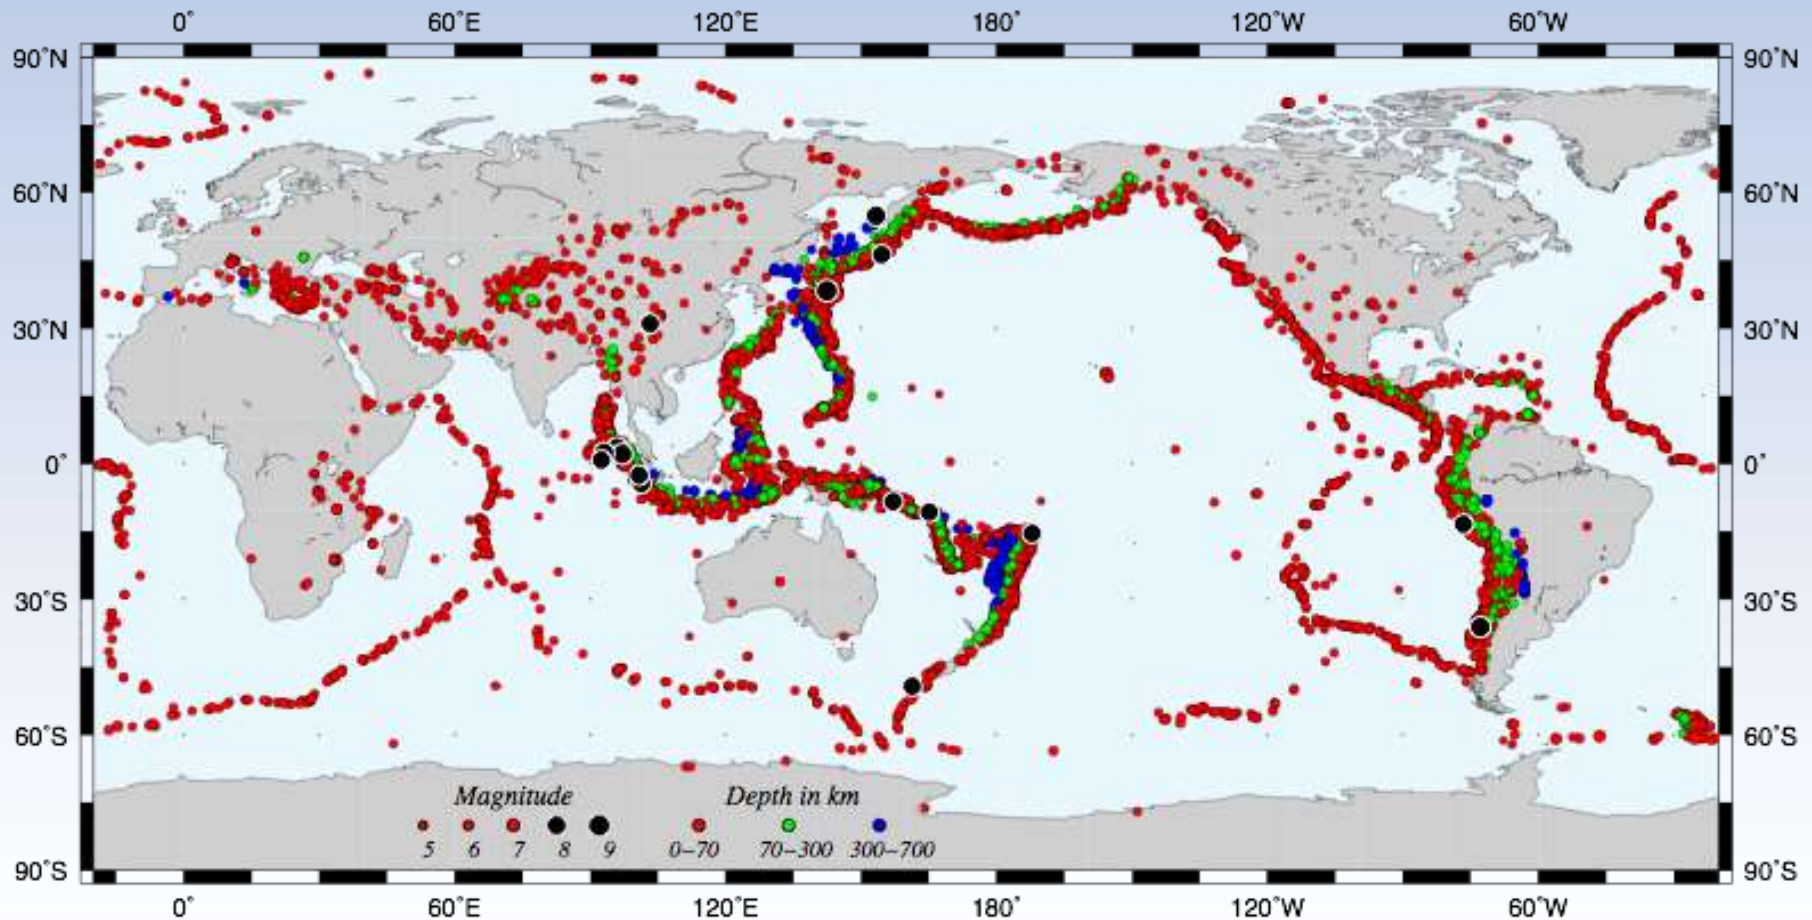 0° 60°E 120°E 180° 120°W 60°W
90°N 90°N
60°N 60°N
30°N 30°N
0° 0°
30°S 30°S
60°S 60°S
Magnitude Depth in km
5 6 7 8 9 0–70 70–300 300–700
90°S 90°S
0° 60°E 120°E 180° 120°W 60°W